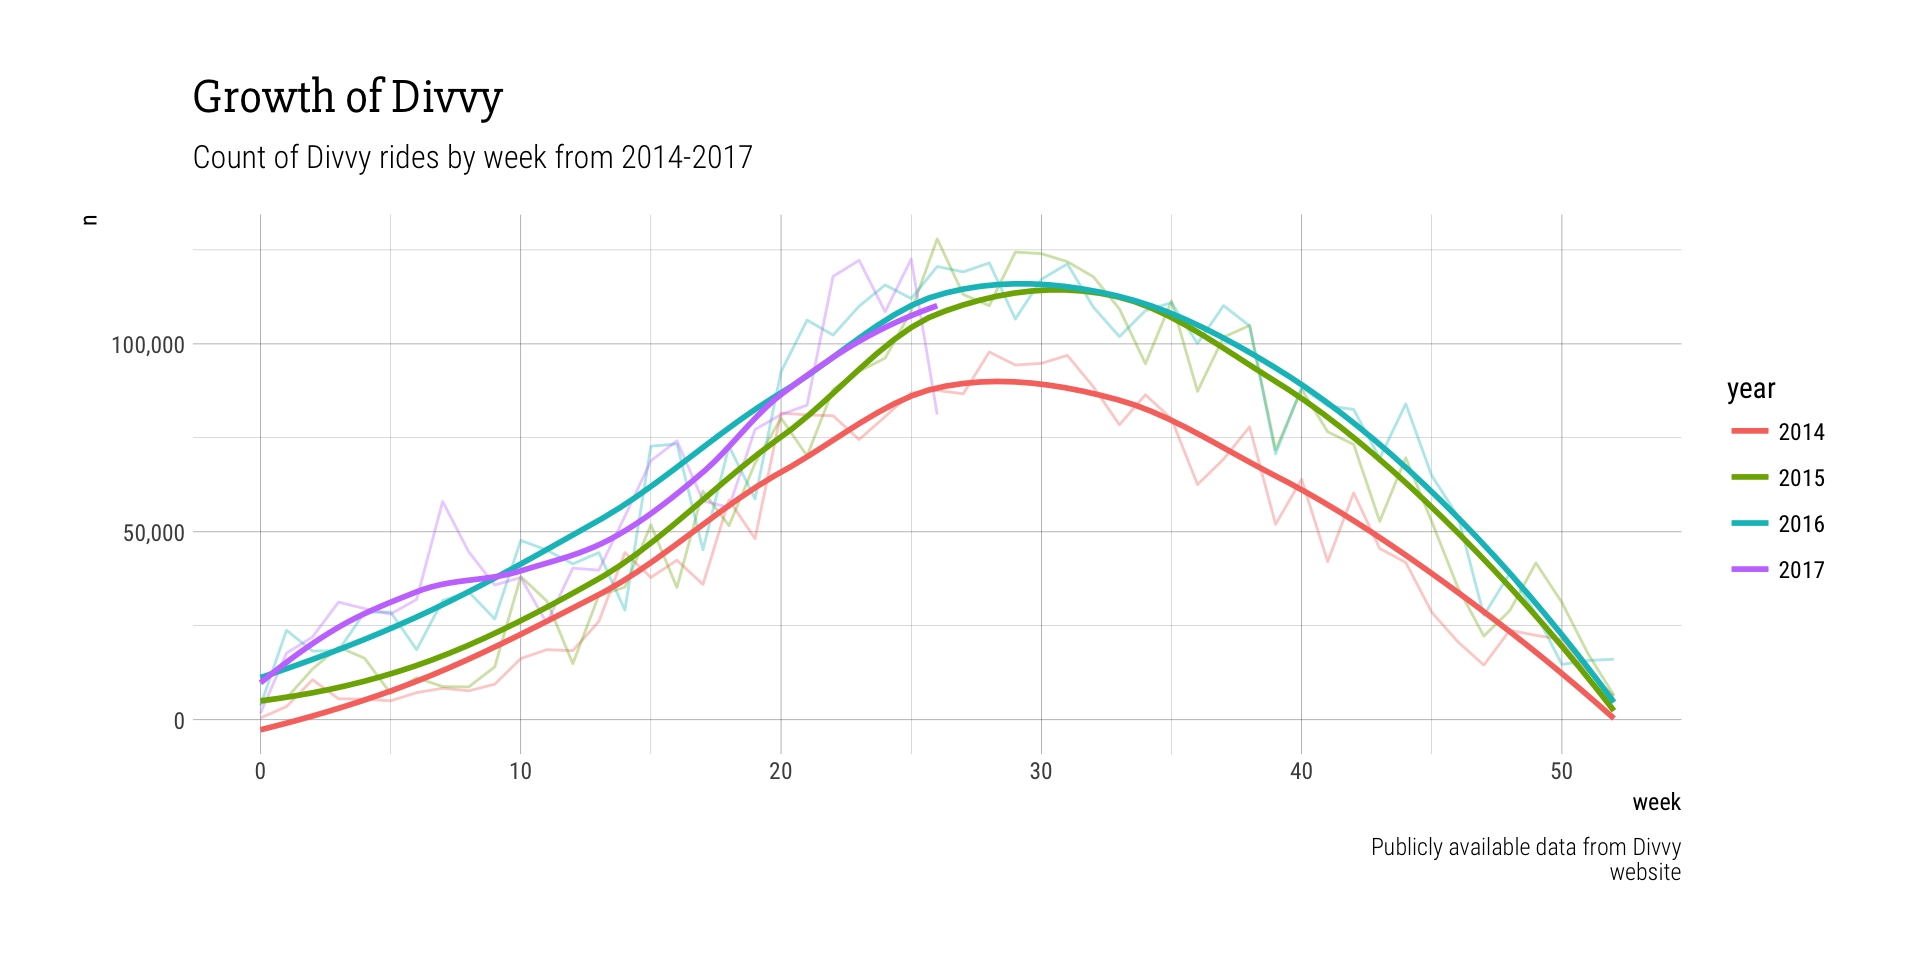 Growth of Divvy
Count of Divvy rides by week from 2014-2017
n
100,000
50,000
0
0 10 20 30 40 50
week
year
2014
2015
2016
2017
Publicly available data from Divvy
website